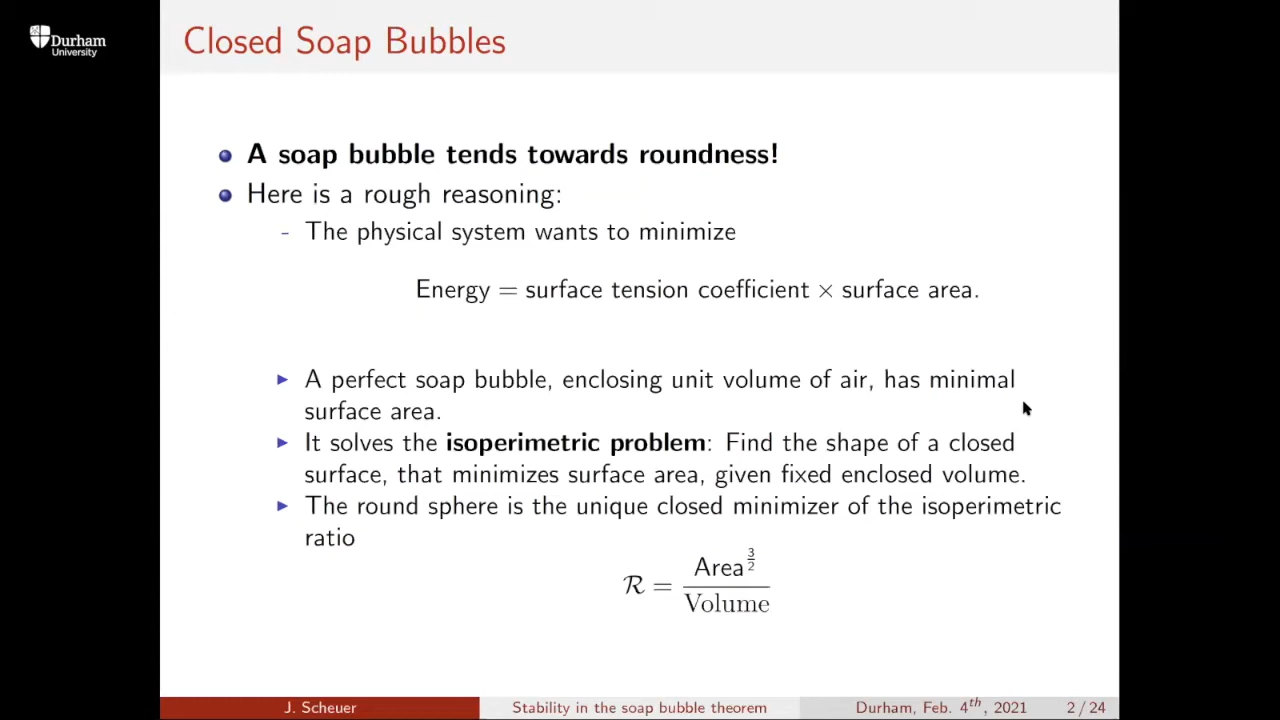 Durham
University
Closed Soap Bubbles
A soap bubble tends towards roundness!
Here is a rough reasoning:
- The physical system wants to minimize
Energy = surface tension coefficient × surface area.
A perfect soap bubble, enclosing unit volume of air, has minimal
surface area.
It solves the isoperimetric problem: Find the shape of a closed
surface, that minimizes surface area, given fixed enclosed volume.
The round sphere is the unique closed minimizer of the isoperimetric
ratio
ℛ = Area^{3/2} / Volume
J. Scheuer
Stability in the soap bubble theorem
Durham, Feb. 4^{th}, 2021
2 / 24